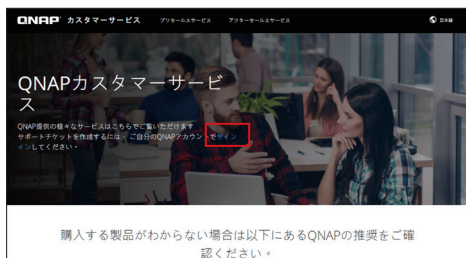 QNAP カスタマーサービス プリセールスサービス アフターセールスサービス 日本語
QNAPカスタマーサービ
ス
QNAP提供の様々なサービスはこちらでご覧いただけます
サポートチケットを作成するには、ご自分のQNAPアカウントでサイン
インしてください。
購入する製品がわからない場合は以下にあるQNAPの推奨をご確
認ください。